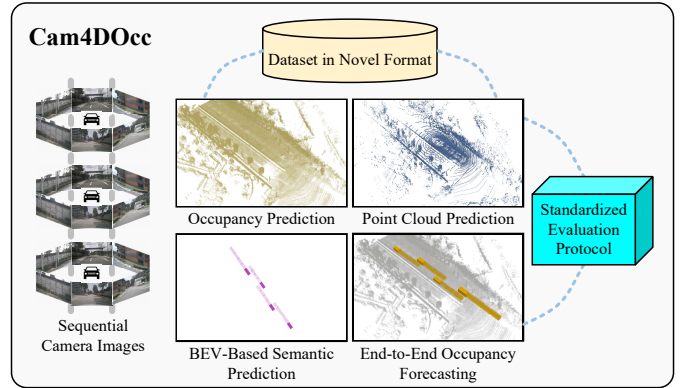 Cam4DOcc
Dataset in Novel Format
Occupancy Prediction
Point Cloud Prediction
Standardized
Evaluation
Protocol
Sequential
Camera Images
BEV-Based Semantic
Prediction
End-to-End Occupancy
Forecasting